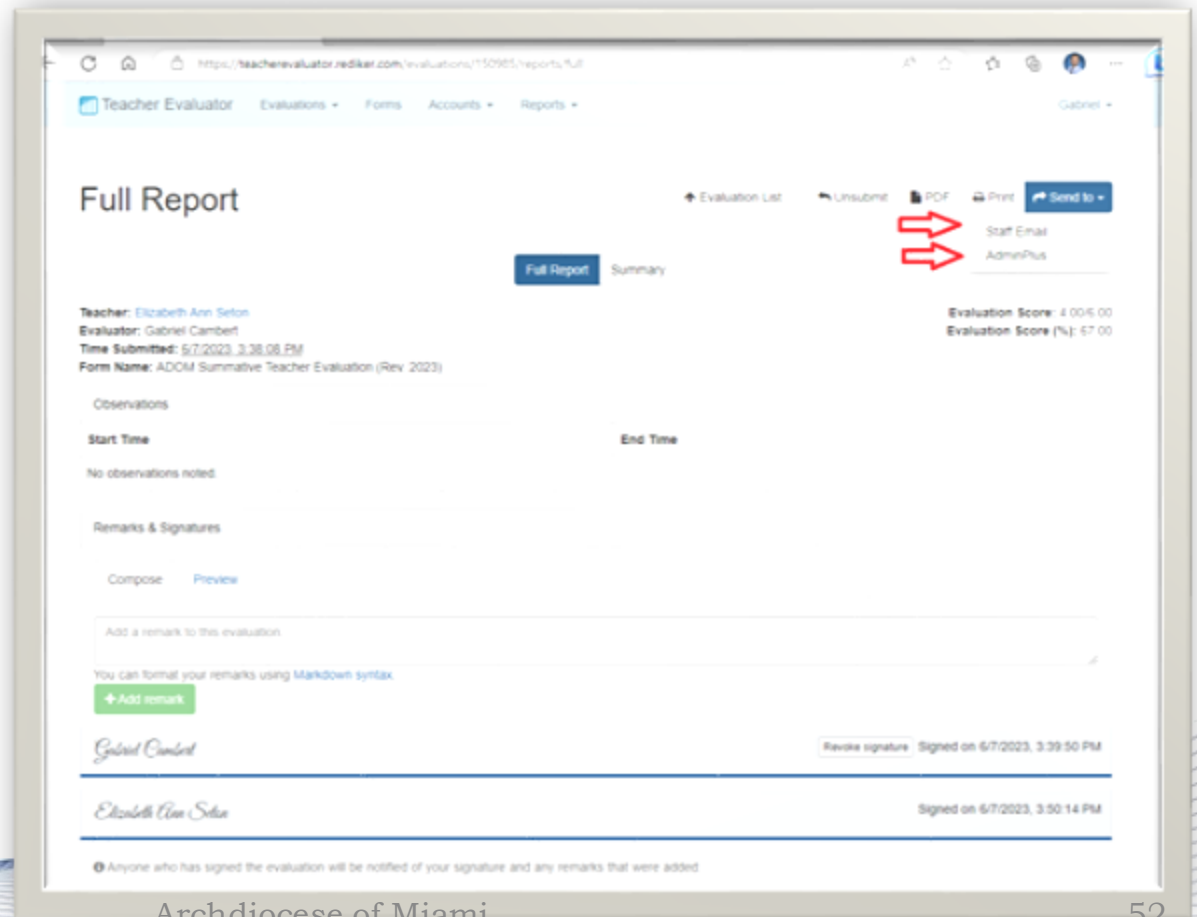 https://teacherevaluator.rediker.com/evaluations/150985/reports/full
Teacher Evaluator Evaluations Forms Accounts Reports Gabriel
Full Report
Evaluation List Unsubmit PDF Print Send to
Staff Email
AdminPlus
Full Report Summary
Teacher: Elizabeth Ann Seton Evaluation Score: 4.00/6.00
Evaluator: Gabriel Cambert Evaluation Score (%): 67.00
Time Submitted: 6/7/2023, 3:38:08 PM
Form Name: ADOM Summative Teacher Evaluation (Rev. 2023)
Observations
Start Time End Time
No observations noted.
Remarks & Signatures
Compose Preview
Add a remark to this evaluation.
You can format your remarks using Markdown syntax.
+Add remark
Gabriel Cambert Revoke signature Signed on 6/7/2023, 3:39:50 PM
Elizabeth Ann Seton Signed on 6/7/2023, 3:50:14 PM
Anyone who has signed the evaluation will be notified of your signature and any remarks that were added
Archdiocese of Miami 52